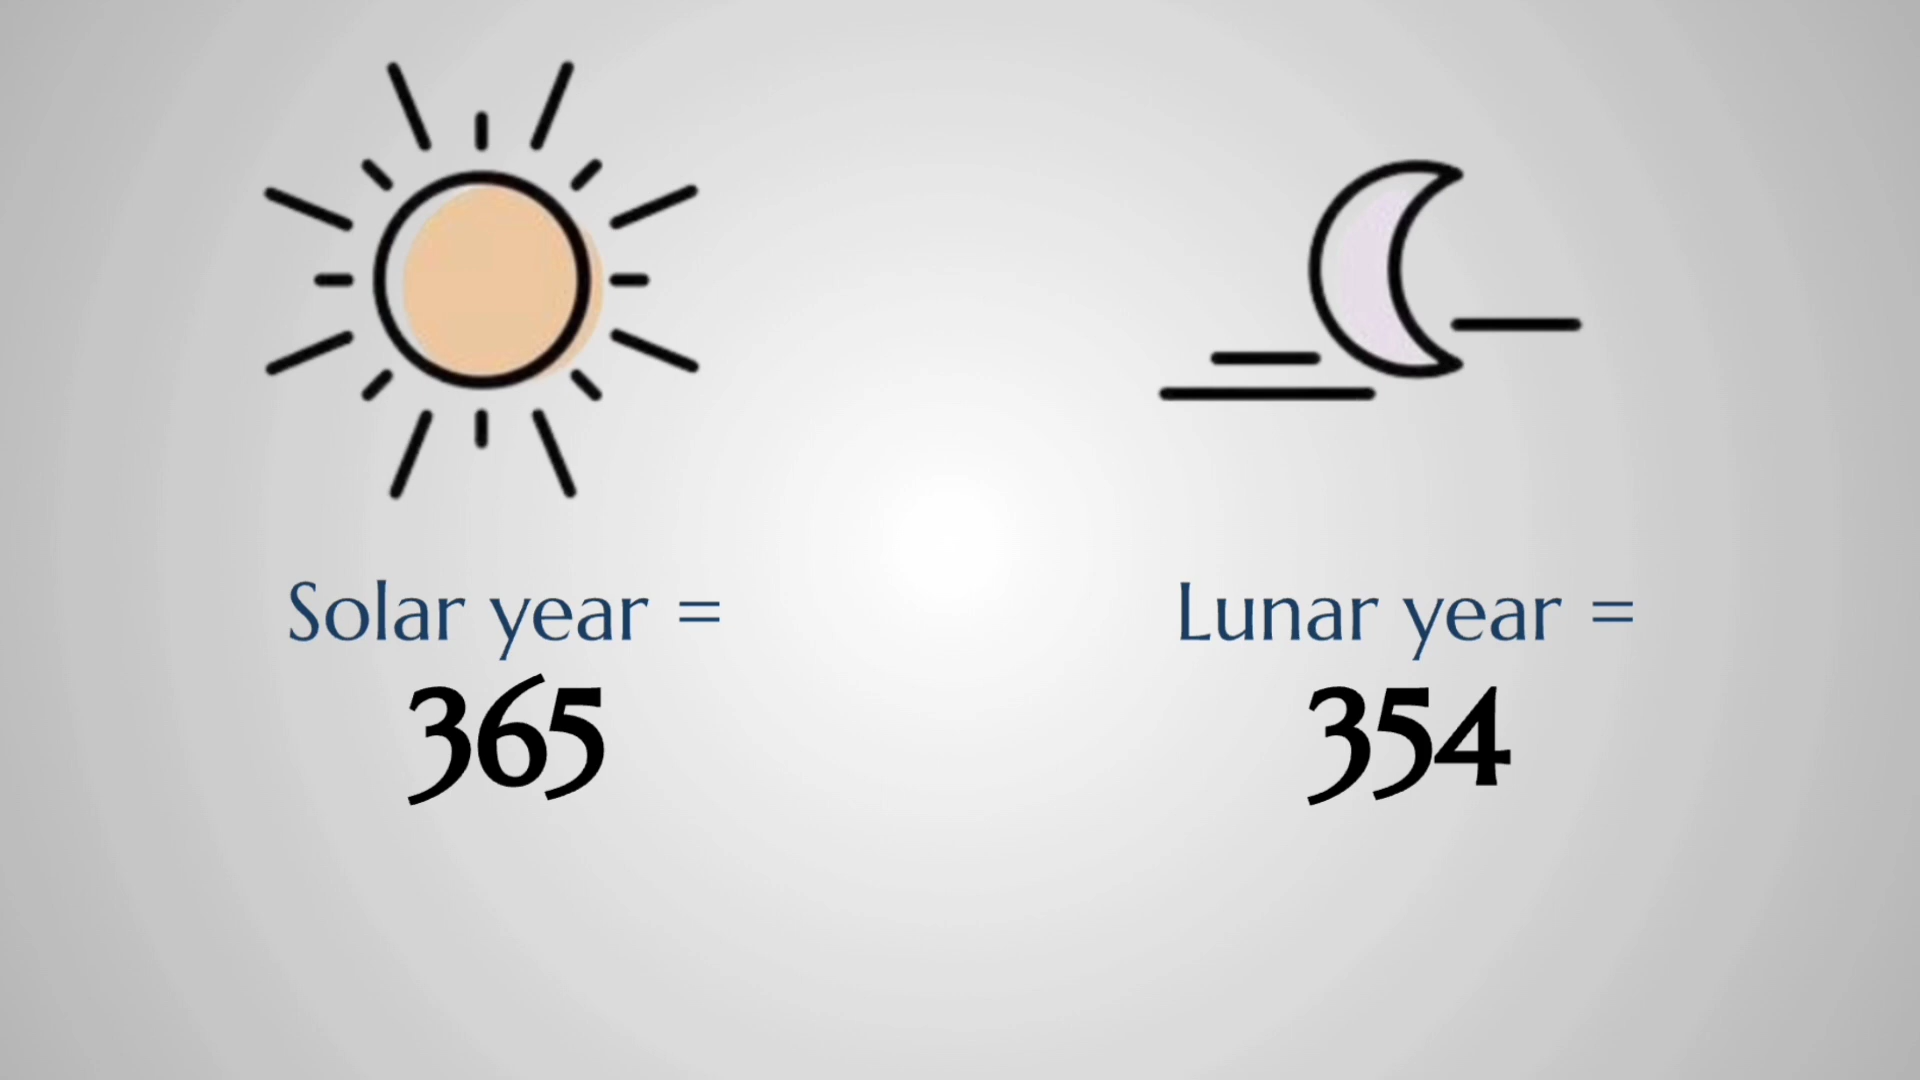 Solar year =
365
Lunar year =
354